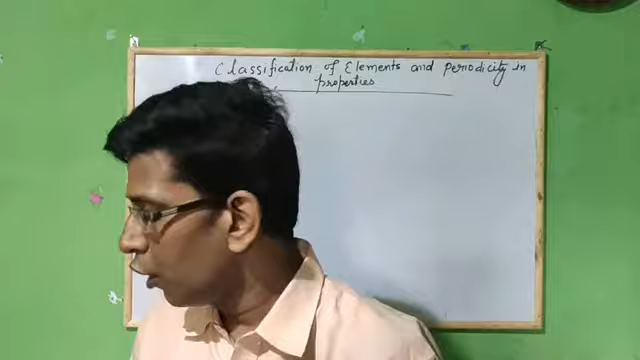 Classification of Elements and periodicity in
properties